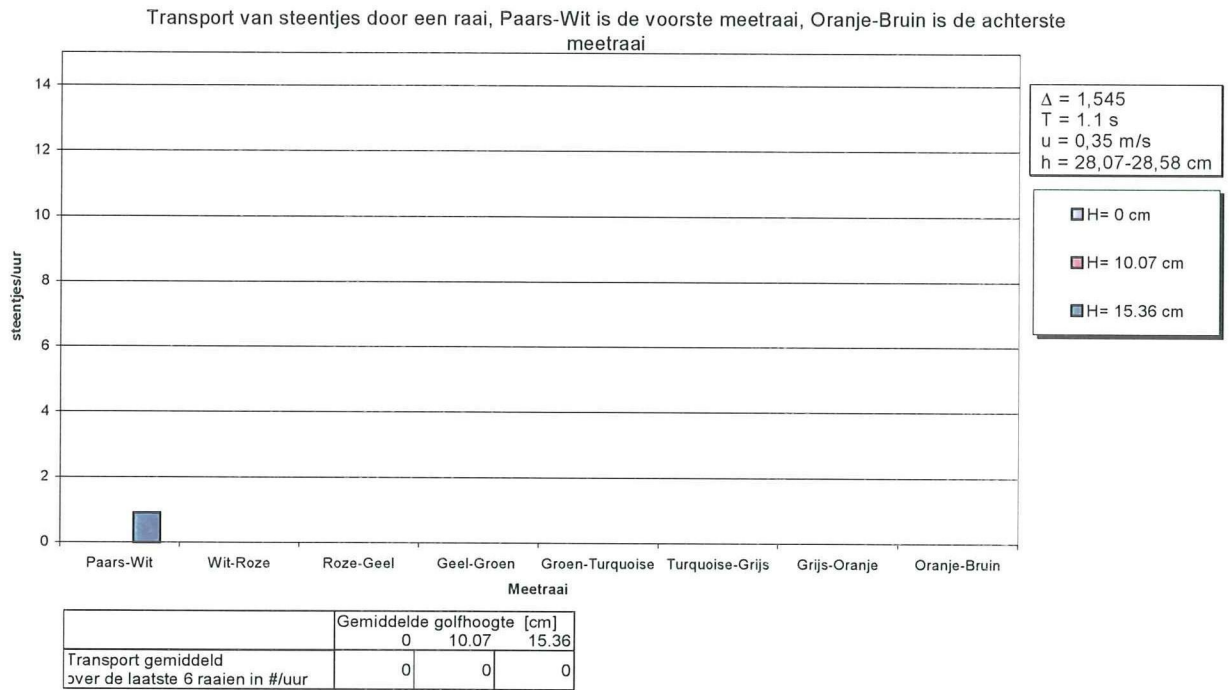 Transport van steentjes door een raai, Paars-Wit is de voorste meetraai, Oranje-Bruin is de achterste
meetraai
14
12
10
8
6
4
2
0
steentjes/uur
Paars-Wit Wit-Roze Roze-Geel Geel-Groen Groen-Turquoise Turquoise-Grijs Grijs-Oranje Oranje-Bruin
Meetraai
Δ = 1,545
T = 1.1 s
u = 0,35 m/s
h = 28,07-28,58 cm
H= 0 cm
H= 10.07 cm
H= 15.36 cm
Gemiddelde golfhoogte [cm]
0 10.07 15.36
Transport gemiddeld
over de laatste 6 raaien in #/uur 0 0 0